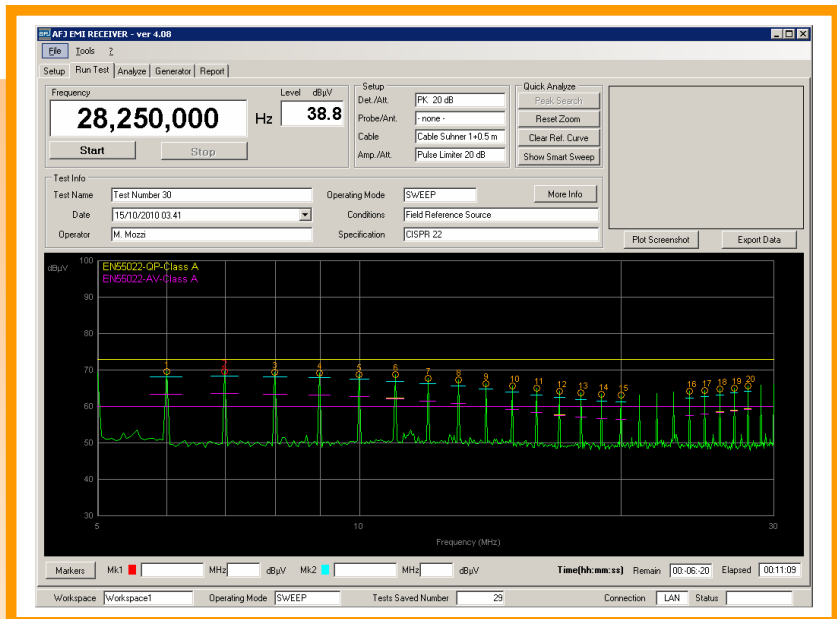 AFJ EMI RECEIVER - ver 4.08
File Tools ?
Setup Run Test Analyze Generator Report
Frequency Level dBµV
28,250,000 Hz 38.8
Start Stop
Setup
Det./Att. PK 20 dB
Probe/Ant. - none -
Cable Cable Suhner 1+0.5 m
Amp./Att. Pulse Limiter 20 dB
Quick Analyze
Peak Search
Reset Zoom
Clear Ref. Curve
Show Smart Sweep
Test Info
Test Name Test Number 30 Operating Mode SWEEP More Info
Date 15/10/2010 03.41 Conditions Field Reference Source
Operator M. Mozzi Specification CISPR 22
Plot Screenshot Export Data
dBµV 100 EN55022-QP-Class A
EN55022-AV-Class A
90
80
70
60
50
40
30
1 2 3 4 5 6 7 8 9 10 11 12 13 14 15 16 17 18 19 20
5 10 30
Frequency (MHz)
Markers Mk1 MHz dBµV Mk2 MHz dBµV Time(hh:mm:ss) Remain 00:-06:-20 Elapsed 00:11:09
Workspace Workspace1 Operating Mode SWEEP Tests Saved Number 29 Connection LAN Status